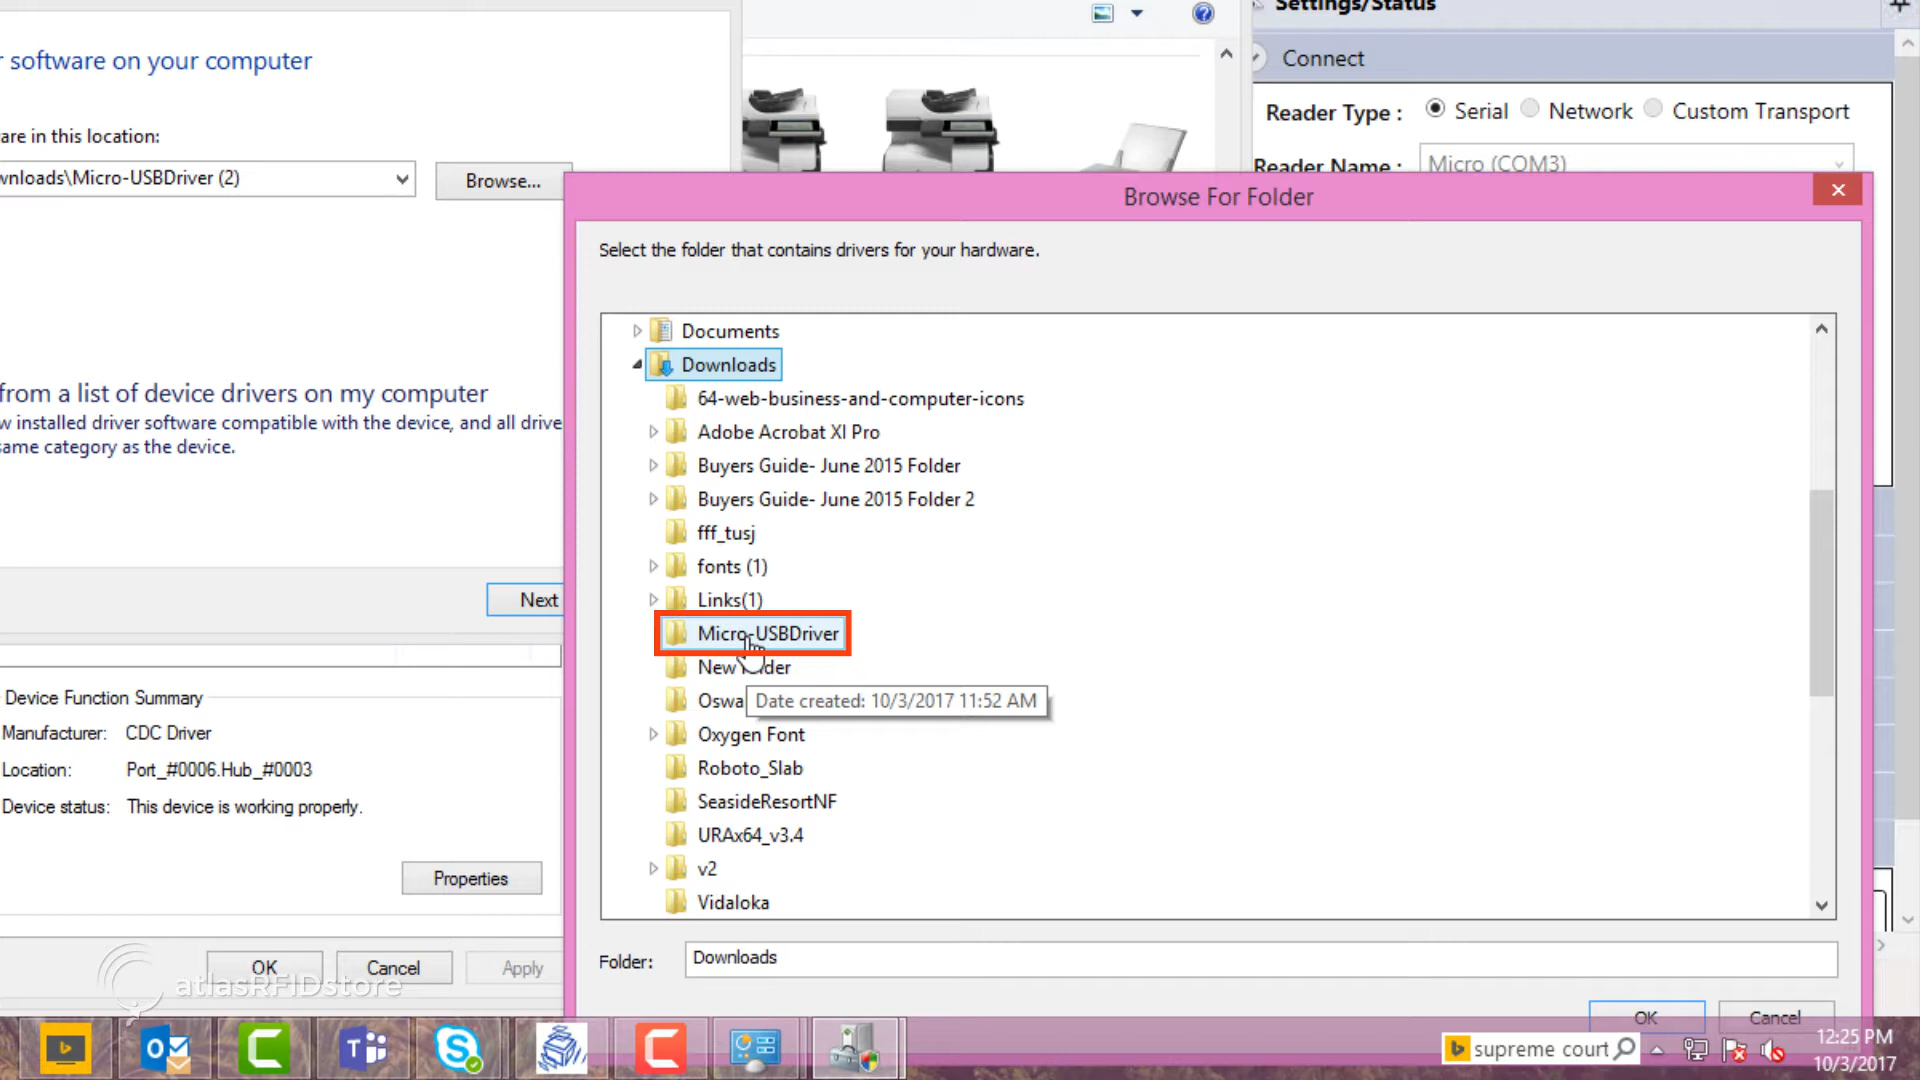 Settings/Status
r software on your computer
Connect
Reader Type : Serial Network Custom Transport
are in this location:
Reader Name : Micro (COM3)
wnloads\Micro-USBDriver (2)
Browse...
Browse For Folder
Select the folder that contains drivers for your hardware.
Documents
Downloads
64-web-business-and-computer-icons
Adobe Acrobat XI Pro
Buyers Guide- June 2015 Folder
Buyers Guide- June 2015 Folder 2
fff_tusj
fonts (1)
Links(1)
Micro-USBDriver
New
Date created: 10/3/2017 11:52 AM
Oxygen Font
Roboto_Slab
SeasideResortNF
URAx64_v3.4
v2
Vidaloka
Folder: Downloads
OK
Cancel
from a list of device drivers on my computer
w installed driver software compatible with the device, and all drive
same category as the device.
Next
Device Function Summary
Manufacturer: CDC Driver
Location: Port_#0006.Hub_#0003
Device status: This device is working properly.
Properties
OK
Cancel
Apply
atlasRFIDstore
supreme court
12:25 PM
10/3/2017